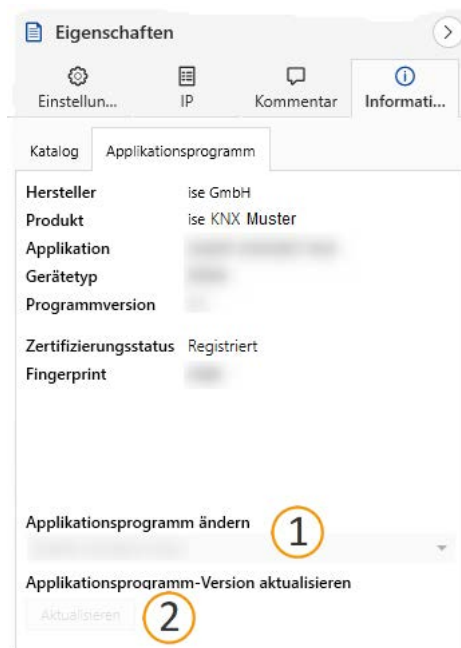 Eigenschaften
Einstellun... IP Kommentar Informati...
Katalog Applikationsprogramm
Hersteller ise GmbH
Produkt ise KNX Muster
Applikation
Gerätetyp
Programmversion
Zertifizierungsstatus Registriert
Fingerprint
Applikationsprogramm ändern 1
Applikationsprogramm-Version aktualisieren
Aktualisieren 2